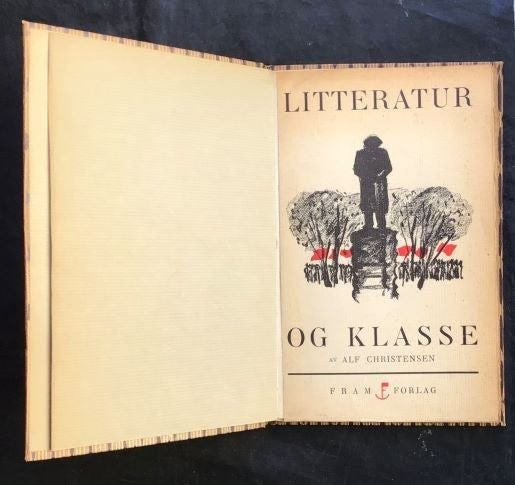 LITTERATUR
OG KLASSE
AV ALF CHRISTENSEN
FRAM F FORLAG